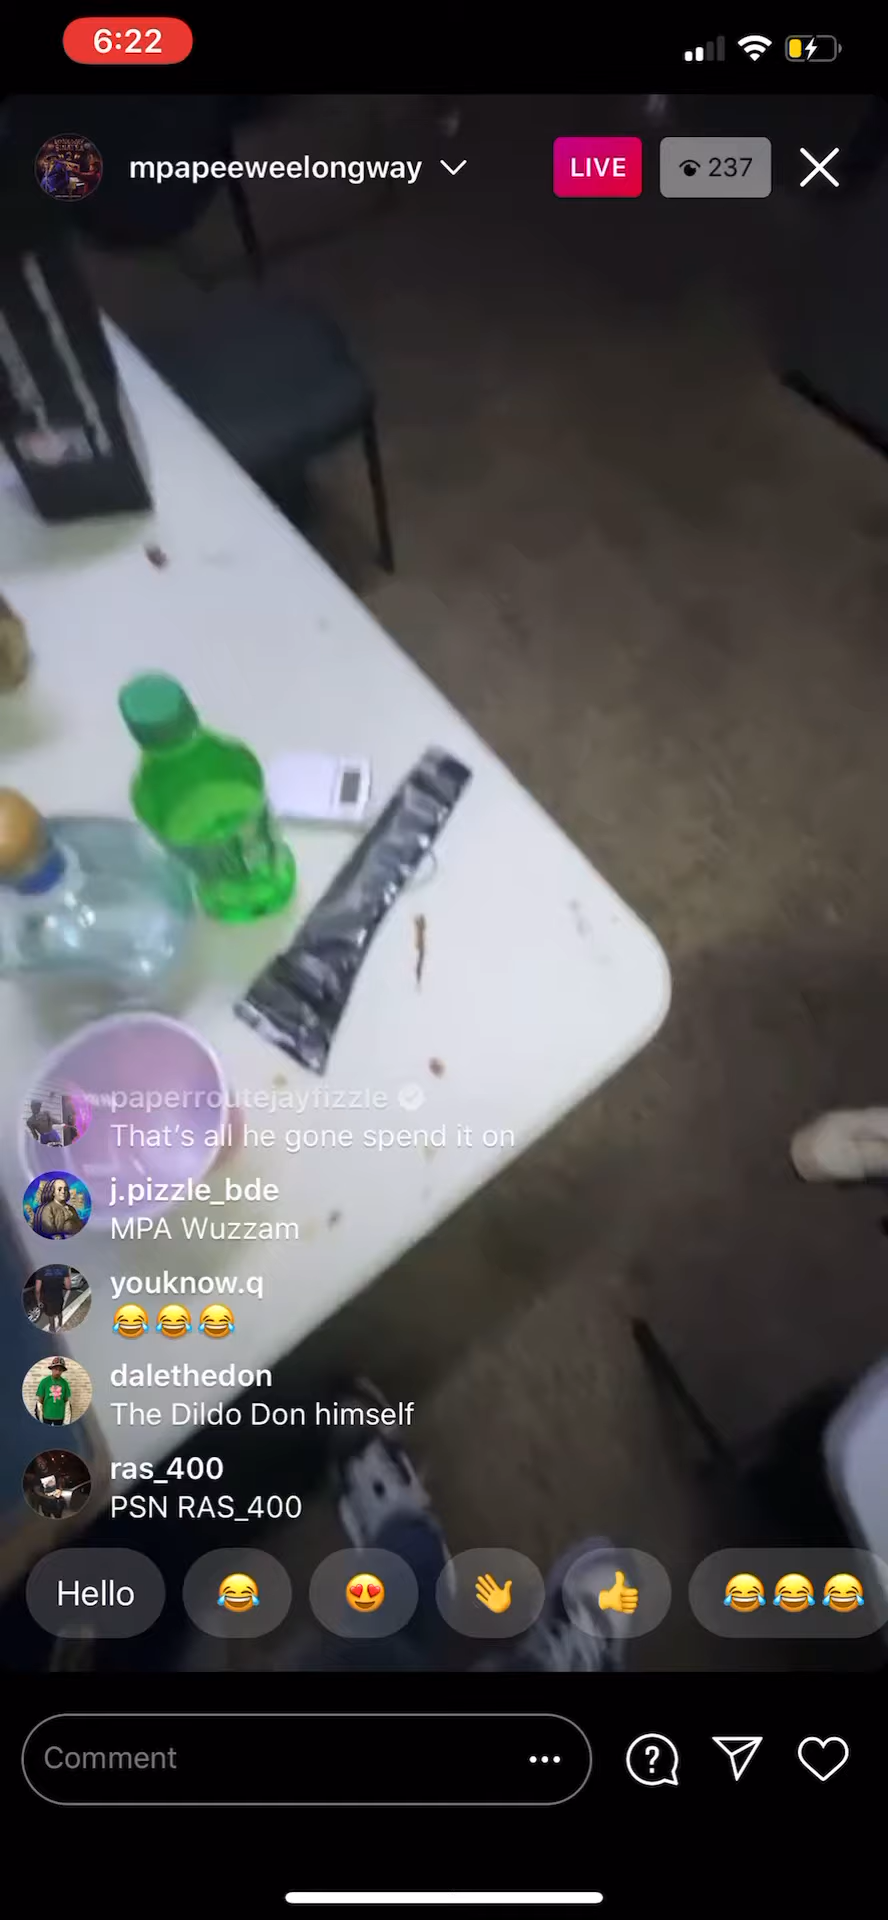 6:22
mpapeeweelongway
LIVE
237
paperroutejayfizzle
That's all he gone spend it on
j.pizzle_bde
MPA Wuzzam
youknow.q
😂😂😂
dalethedon
The Dildo Don himself
ras_400
PSN RAS_400
Hello 😂 😍 👋 👍 😂😂😂
Comment